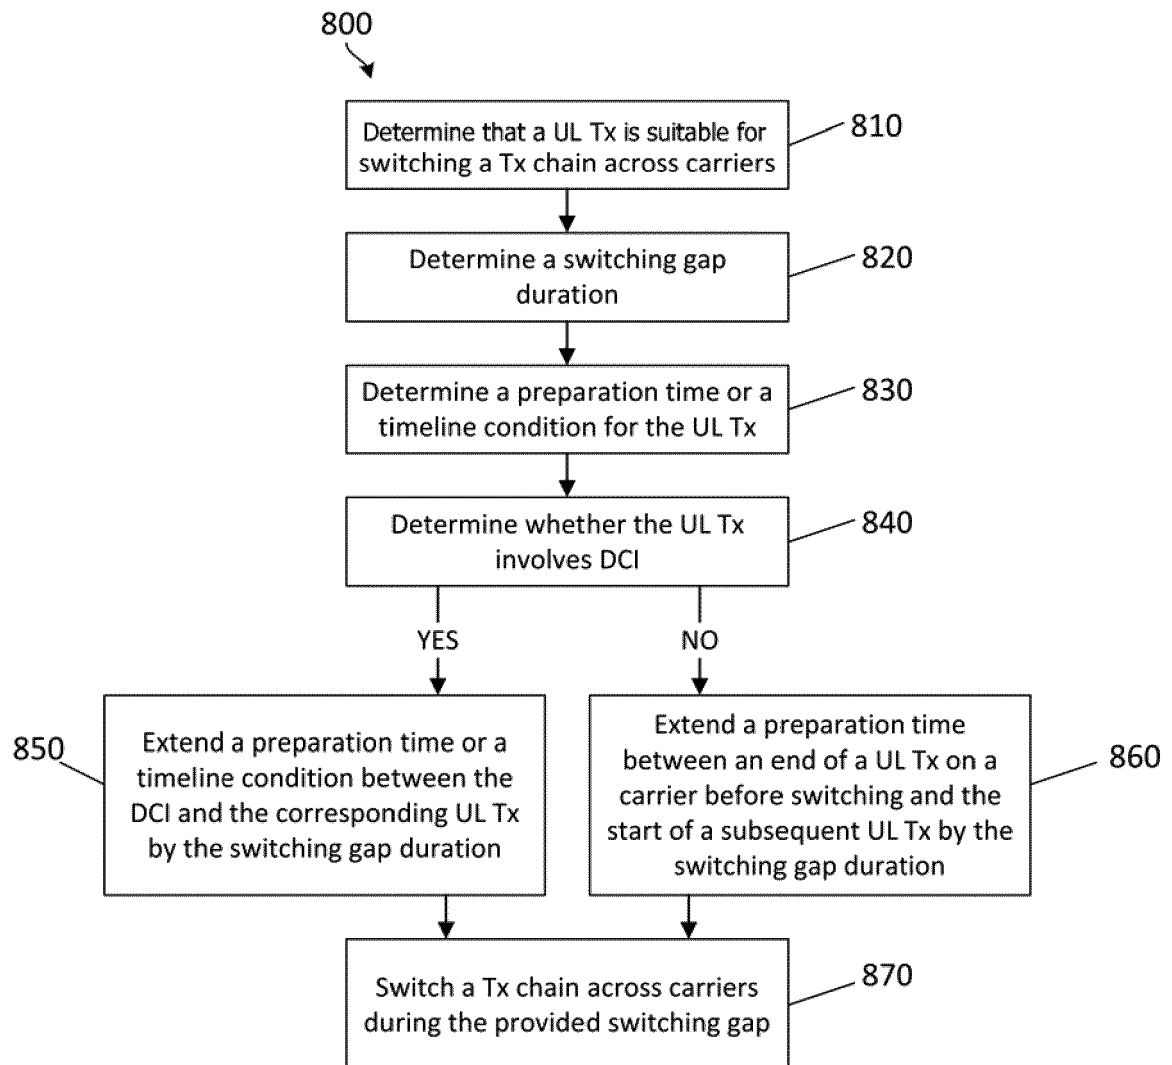 800
Determine that a UL Tx is suitable for
switching a Tx chain across carriers
810
Determine a switching gap
duration
820
Determine a preparation time or a
timeline condition for the UL Tx
830
Determine whether the UL Tx
involves DCI
840
YES
NO
850
Extend a preparation time or a
timeline condition between the
DCI and the corresponding UL Tx
by the switching gap duration
Extend a preparation time
between an end of a UL Tx on a
carrier before switching and the
start of a subsequent UL Tx by the
switching gap duration
860
Switch a Tx chain across carriers
during the provided switching gap
870